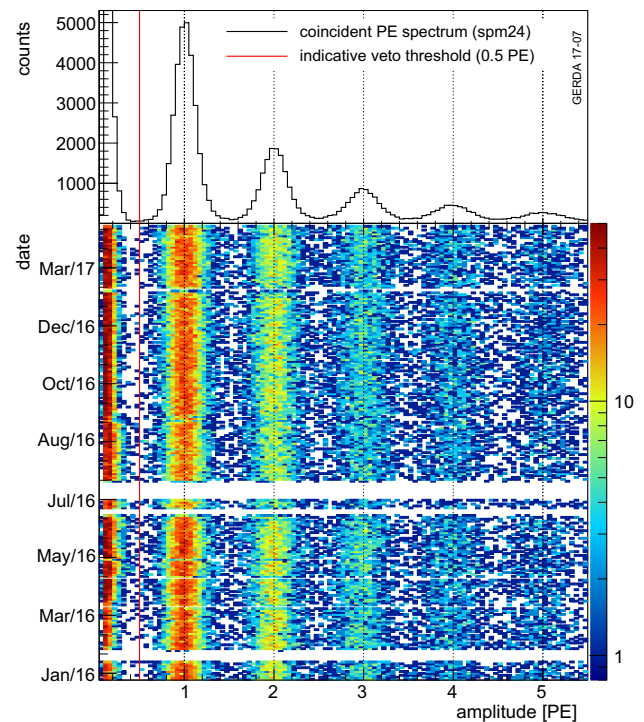 counts
5000
4000
3000
2000
1000
coincident PE spectrum (spm24)
indicative veto threshold (0.5 PE)
GERDA 17-07
date
Mar/17
Dec/16
Oct/16
Aug/16
Jul/16
May/16
Mar/16
Jan/16
10
1
1 2 3 4 5
amplitude [PE]